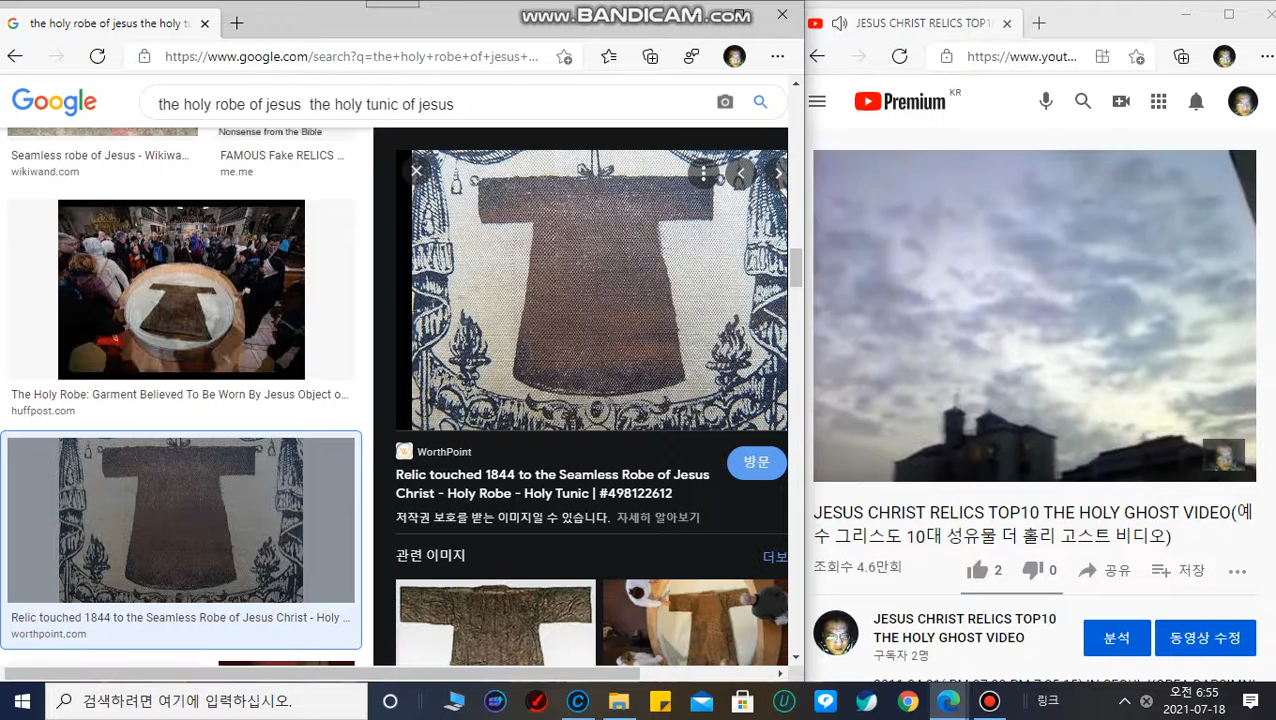 www.BANDICAM.com
the holy robe of jesus the holy t
https://www.google.com/search?q=the+holy+robe+of+jesus+...
Google
the holy robe of jesus  the holy tunic of jesus
Nonsense from the Bible
Seamless robe of Jesus - Wikiwa...
FAMOUS Fake RELICS ...
wikiwand.com
me.me
The Holy Robe: Garment Believed To Be Worn By Jesus Object o...
huffpost.com
Relic touched 1844 to the Seamless Robe of Jesus Christ - Holy ...
worthpoint.com
WorthPoint
Relic touched 1844 to the Seamless Robe of Jesus
Christ - Holy Robe - Holy Tunic | #498122612
방문
저작권 보호를 받는 이미지일 수 있습니다. 자세히 알아보기
관련 이미지
더보
JESUS CHRIST RELICS TOP1
https://www.yout...
Premium KR
JESUS CHRIST RELICS TOP10 THE HOLY GHOST VIDEO(예
수 그리스도 10대 성유물 더 홀리 고스트 비디오)
조회수 4.6만회
2
0
공유
저장
JESUS CHRIST RELICS TOP10
THE HOLY GHOST VIDEO
구독자 2명
분석
동영상 수정
검색하려면 여기에 입력하십시오.
링크
오전 6:55
2021-07-18